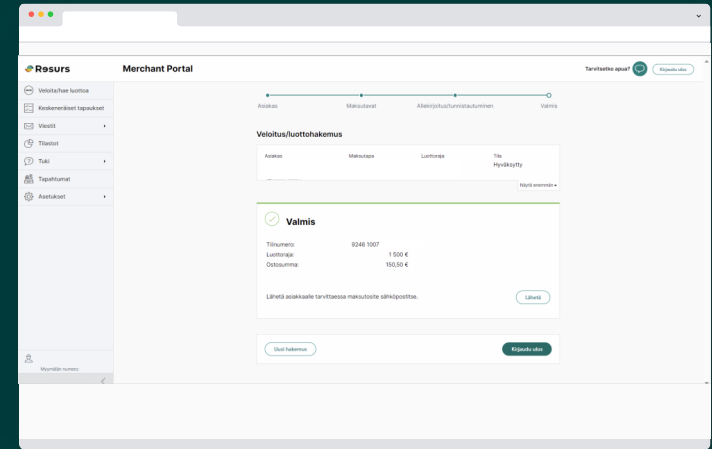 Resurs
Merchant Portal
Tarvitsetko apua?
Kirjaudu ulos
Veloita/hae luottoa
Keskeneräiset tapaukset
Viestit
Tilastot
Tuki
Tapahtumat
Asetukset
Myymälän numero
Asiakas
Maksutavat
Allekirjoitus/tunnistautuminen
Valmis
Veloitus/luottohakemus
Asiakas Maksutapa Luottoraja Tila
Hyväksytty
Näytä enemmän
Valmis
Tilinumero: 9246 1007
Luottoraja: 1 500 €
Ostosumma: 150,50 €
Lähetä asiakkaalle tarvittaessa maksutosite sähköpostitse.
Lähetä
Uusi hakemus
Kirjaudu ulos